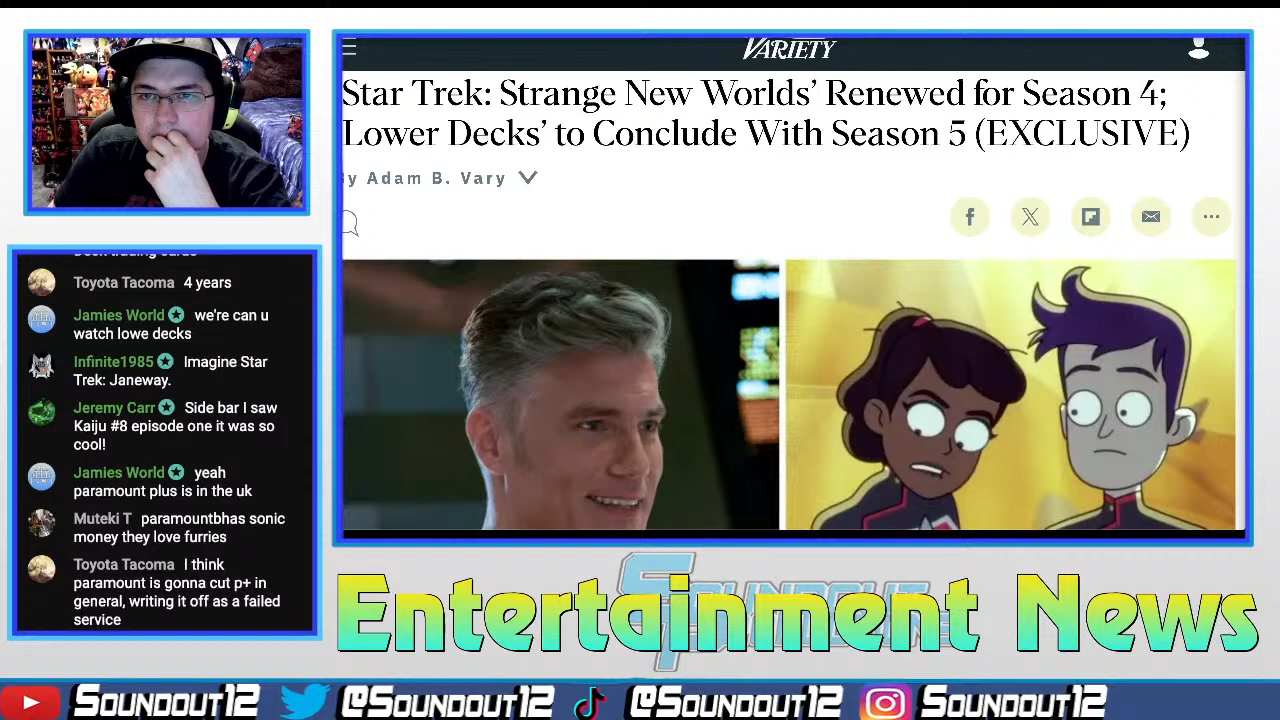 VARIETY
Star Trek: Strange New Worlds’ Renewed for Season 4;
Lower Decks’ to Conclude With Season 5 (EXCLUSIVE)
y Adam B. Vary
Toyota Tacoma 4 years
Jamies World we're can u
watch lowe decks
Infinite1985 Imagine Star
Trek: Janeway.
Jeremy Carr Side bar I saw
Kaiju #8 episode one it was so
cool!
Jamies World yeah
paramount plus is in the uk
Muteki T paramountbhas sonic
money they love furries
Toyota Tacoma I think
paramount is gonna cut p+ in
general, writing it off as a failed
service
Entertainment News
Soundout12 @Soundout12 @Soundout12 Soundout12